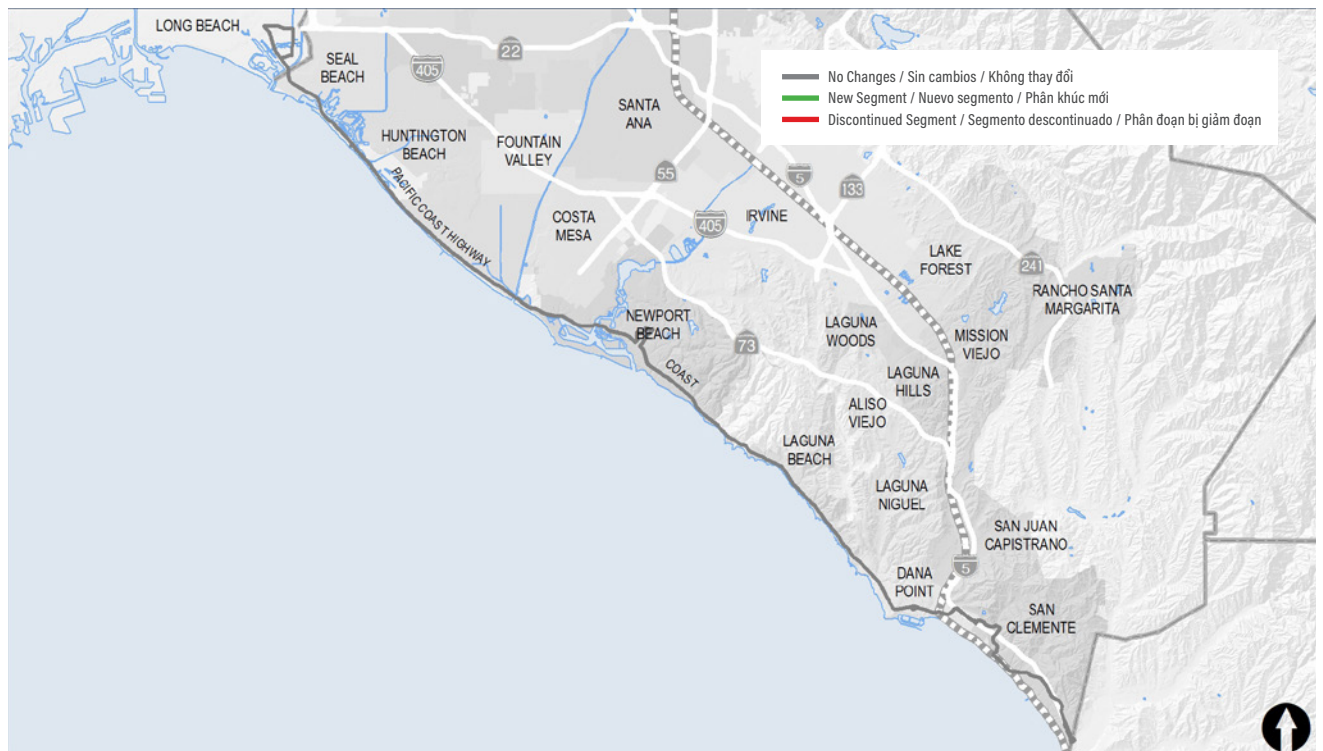 LONG BEACH
SEAL
BEACH
405
22
No Changes / Sin cambios / Không thay đổi
New Segment / Nuevo segmento / Phân khúc mới
Discontinued Segment / Segmento descontinuado / Phân đoạn bị giảm đoạn
SANTA
ANA
HUNTINGTON
BEACH
FOUNTAIN
VALLEY
55
5
133
PACIFIC COAST HIGHWAY
COSTA
MESA
405
IRVINE
LAKE
FOREST
241
RANCHO SANTA
MARGARITA
NEWPORT
BEACH
73
LAGUNA
WOODS
MISSION
VIEJO
COAST
LAGUNA
HILLS
ALISO
VIEJO
LAGUNA
BEACH
LAGUNA
NIGUEL
SAN JUAN
CAPISTRANO
5
DANA
POINT
SAN
CLEMENTE